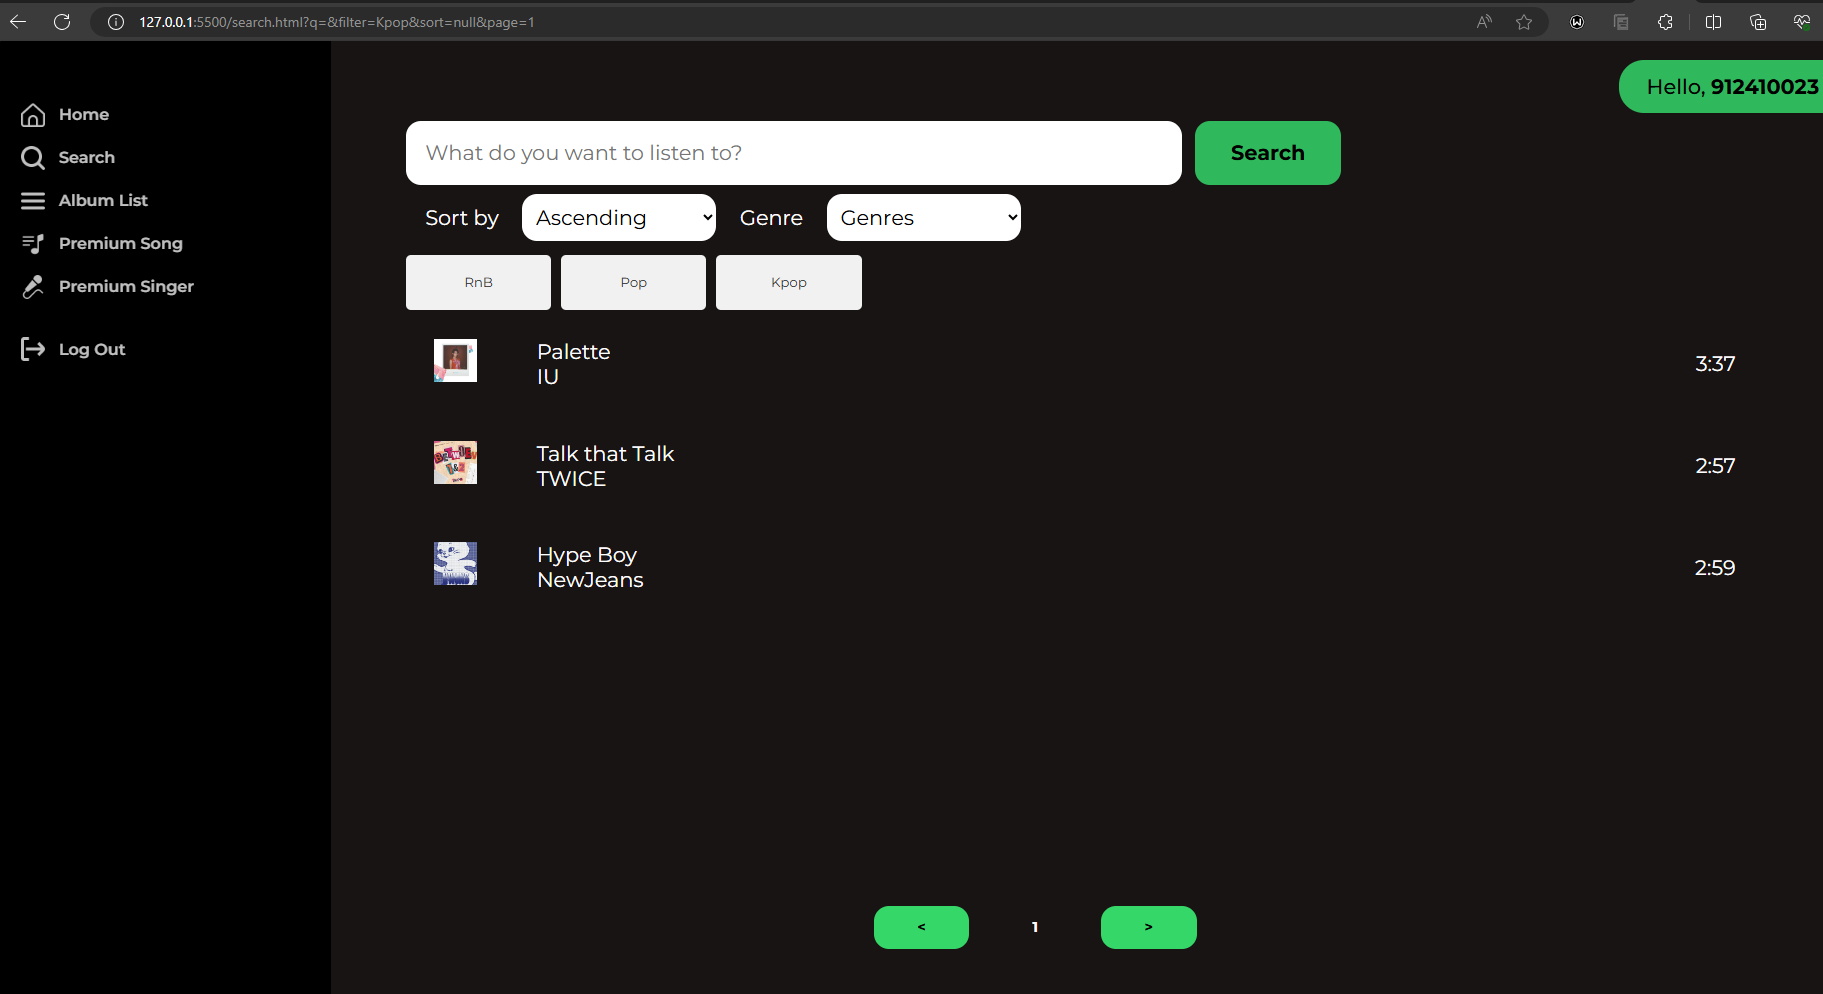 127.0.0.1:5500/search.html?q=&filter=Kpop&sort=null&page=1
Hello, 912410023
Home
Search
Album List
Premium Song
Premium Singer
Log Out
What do you want to listen to?
Search
Sort by Ascending Genre Genres
RnB Pop Kpop
Palette
IU
3:37
Talk that Talk
TWICE
2:57
Hype Boy
NewJeans
2:59
< 1 >